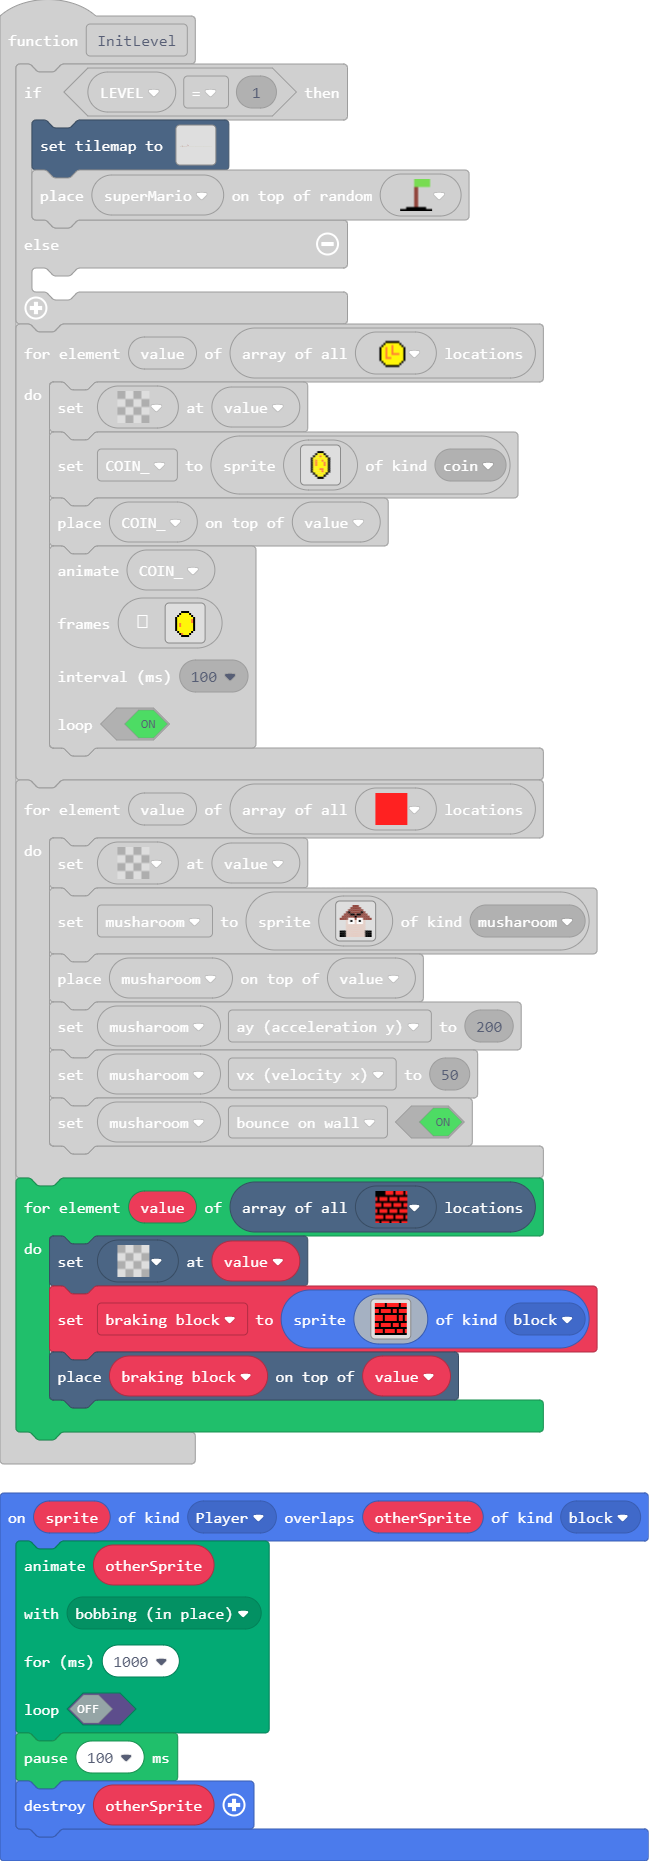 function InitLevel
if LEVEL = 1 then
set tilemap to
place superMario on top of random
else
for element value of array of all locations
do
set at value
set COIN_ to sprite of kind coin
place COIN_ on top of value
animate COIN_
frames
interval (ms) 100
loop ON
for element value of array of all locations
do
set at value
set musharoom to sprite of kind musharoom
place musharoom on top of value
set musharoom ay (acceleration y) to 200
set musharoom vx (velocity x) to 50
set musharoom bounce on wall ON
for element value of array of all locations
do
set at value
set braking block to sprite of kind block
place braking block on top of value
on sprite of kind Player overlaps otherSprite of kind block
animate otherSprite
with bobbing (in place)
for (ms) 1000
loop OFF
pause 100 ms
destroy otherSprite